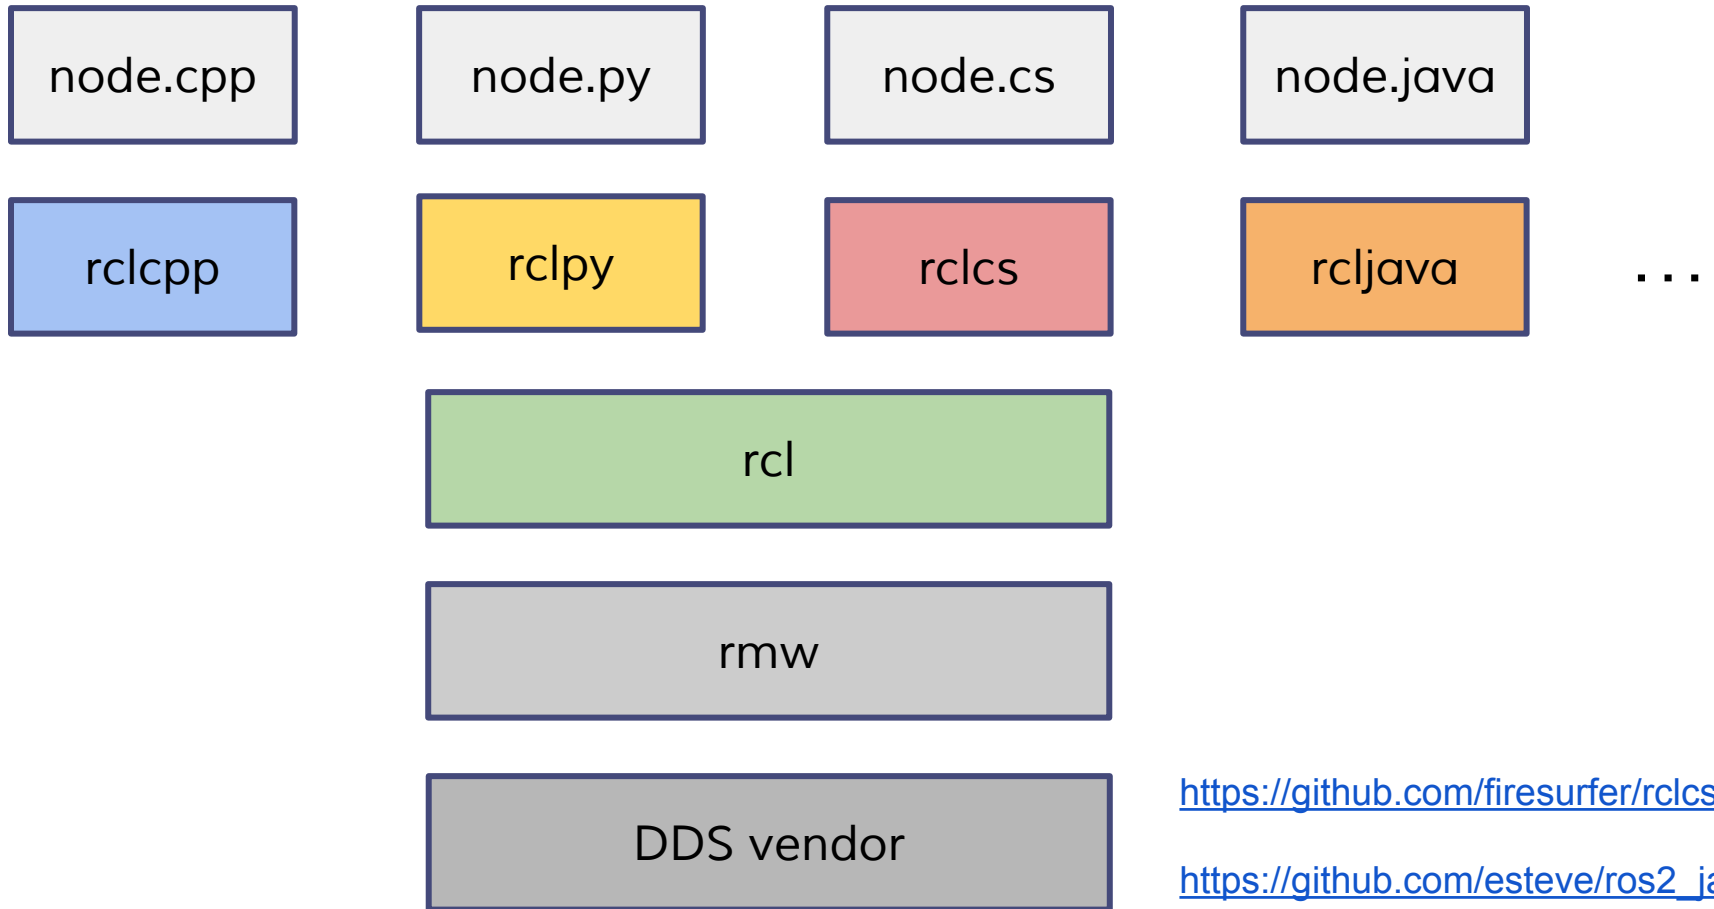 node.cpp node.py node.cs node.java
rclcpp rclpy rclcs rcljava ...
rcl
rmw
DDS vendor
https://github.com/firesurfer/rclcs
https://github.com/esteve/ros2_ja